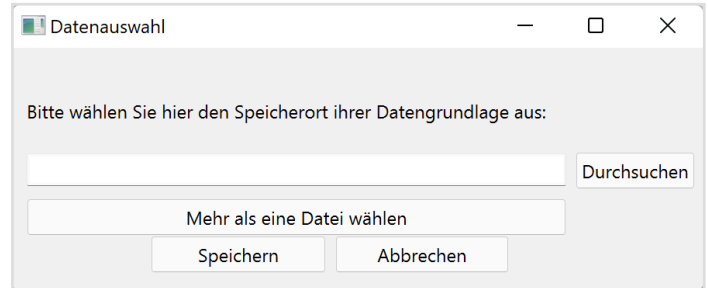 Datenauswahl
Bitte wählen Sie hier den Speicherort ihrer Datengrundlage aus:
Durchsuchen
Mehr als eine Datei wählen
Speichern Abbrechen